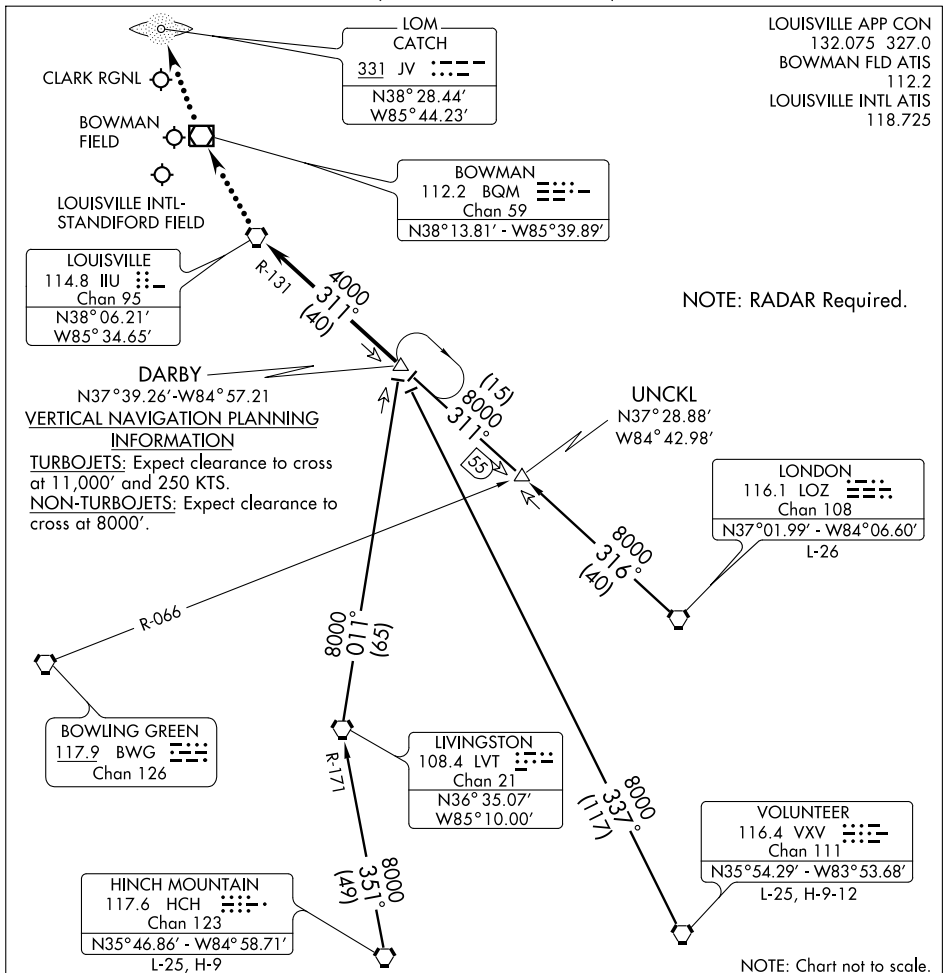 LOM
CATCH
331 JV
N38° 28.44′
W85° 44.23′
LOUISVILLE APP CON
132.075 327.0
BOWMAN FLD ATIS
112.2
LOUISVILLE INTL ATIS
118.725
CLARK RGNL
BOWMAN
FIELD
LOUISVILLE INTL-
STANDIFORD FIELD
BOWMAN
112.2 BQM
Chan 59
N38°13.81′ - W85°39.89′
LOUISVILLE
114.8 IIU
Chan 95
N38° 06.21′
W85° 34.65′
R-131
4000
311°
(40)
NOTE: RADAR Required.
DARBY
N37°39.26′-W84°57.21
VERTICAL NAVIGATION PLANNING
INFORMATION
TURBOJETS: Expect clearance to cross
at 11,000′ and 250 KTS.
NON-TURBOJETS: Expect clearance to
cross at 8000′.
(15)
8000
311°
55
UNCKL
N37° 28.88′
W84° 42.98′
LONDON
116.1 LOZ
Chan 108
N37°01.99′ - W84°06.60′
L-26
8000
316°
(40)
R-066
8000
011°
(65)
BOWLING GREEN
117.9 BWG
Chan 126
LIVINGSTON
108.4 LVT
Chan 21
N36° 35.07′
W85°10.00′
R-171
8000
337°
(117)
VOLUNTEER
116.4 VXV
Chan 111
N35°54.29′ - W83°53.68′
L-25, H-9-12
8000
351°
(49)
HINCH MOUNTAIN
117.6 HCH
Chan 123
N35°46.86′ - W84°58.71′
L-25, H-9
NOTE: Chart not to scale.